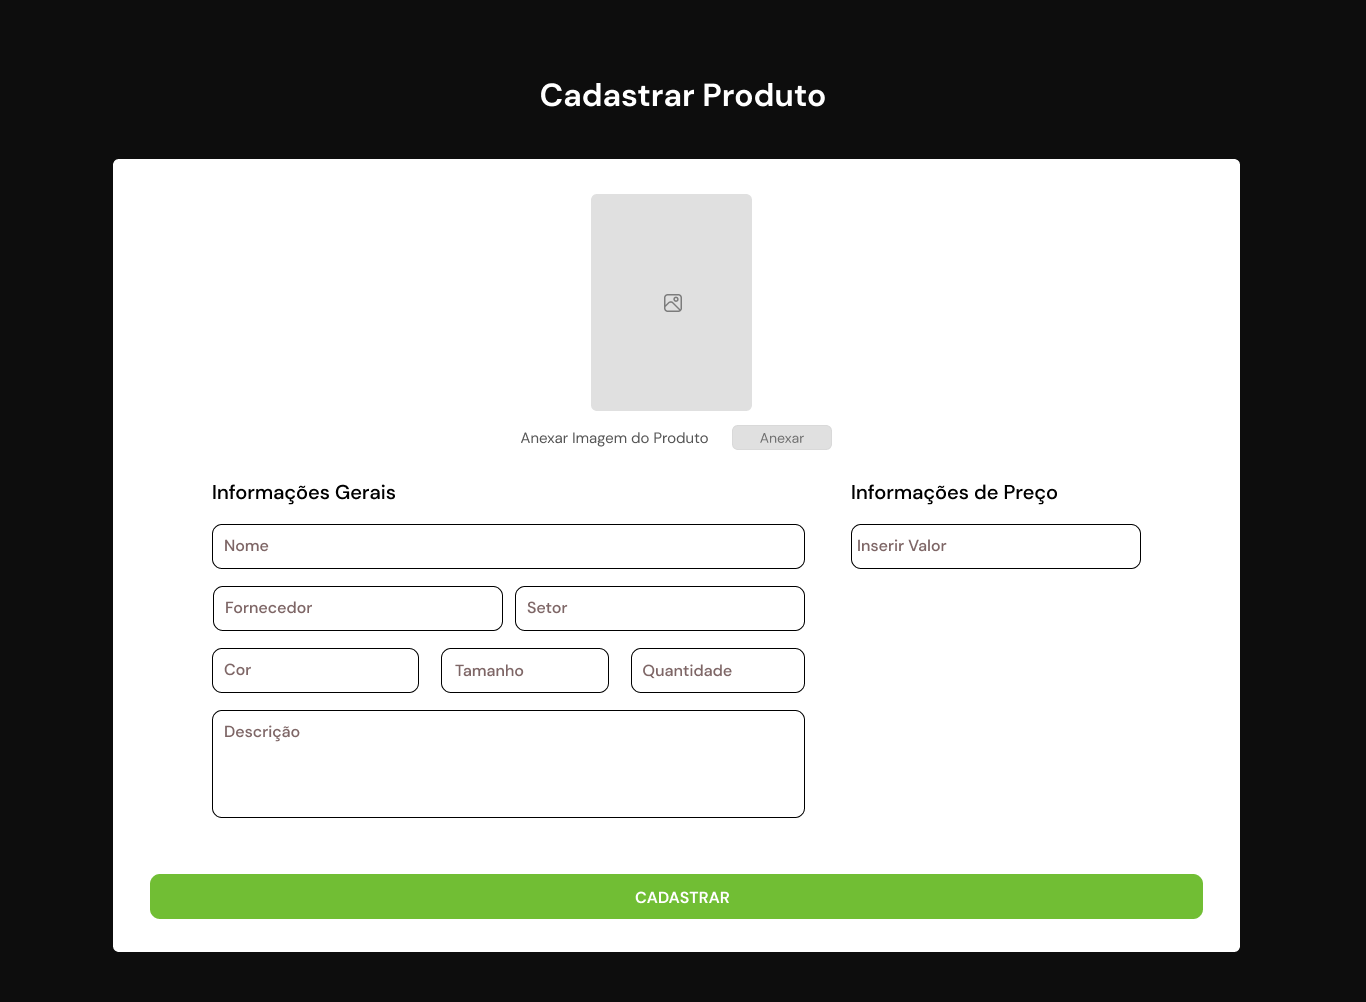 Cadastrar Produto
Anexar Imagem do Produto
Anexar
Informações Gerais
Informações de Preço
Nome
Inserir Valor
Fornecedor
Setor
Cor
Tamanho
Quantidade
Descrição
CADASTRAR